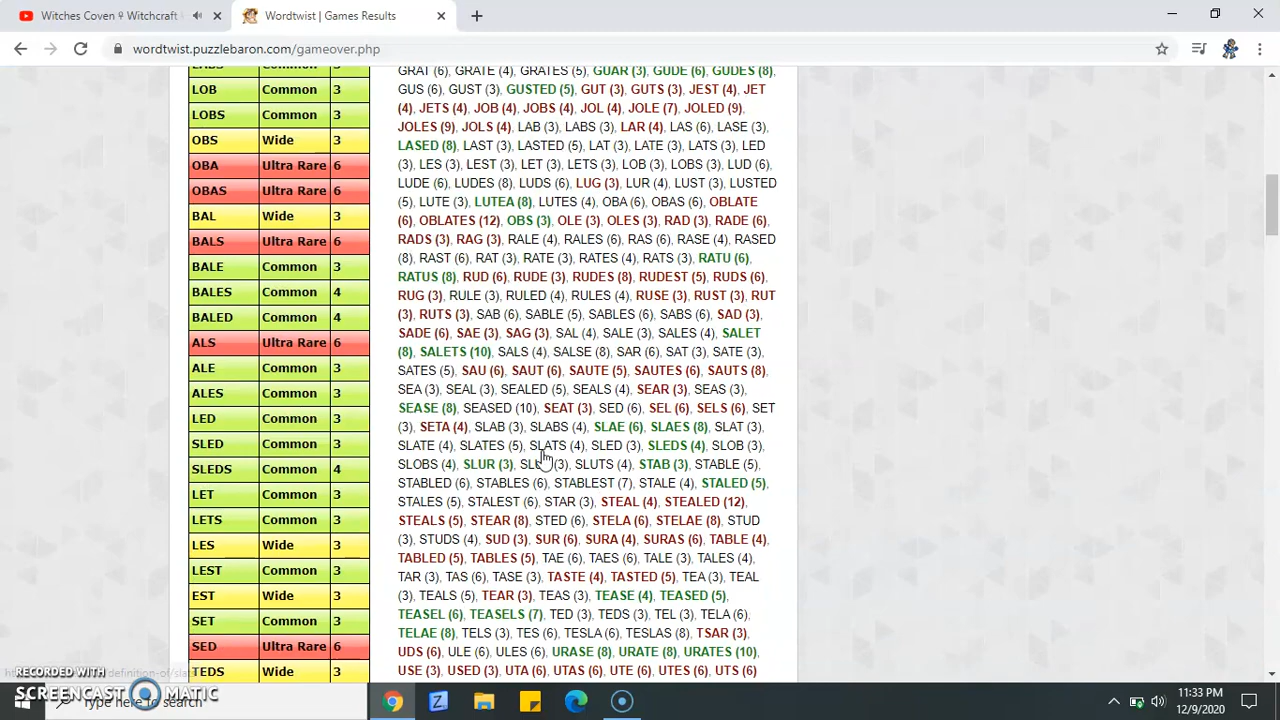 Witches Coven ♀ Witchcraft
Wordtwist | Games Results
wordtwist.puzzlebaron.com/gameover.php
LOB Common 3
LOBS Common 3
OBS Wide 3
OBA Ultra Rare 6
OBAS Ultra Rare 6
BAL Wide 3
BALS Ultra Rare 6
BALE Common 3
BALES Common 4
BALED Common 4
ALS Ultra Rare 6
ALE Common 3
ALES Common 3
LED Common 3
SLED Common 3
SLEDS Common 4
LET Common 3
LETS Common 3
LES Wide 3
LEST Common 3
EST Wide 3
SET Common 3
SED Ultra Rare 6
TEDS Wide 3
GRAT (6), GRATE (4), GRATES (5), GUAR (3), GUDE (6), GUDES (8),
GUS (6), GUST (3), GUSTED (5), GUT (3), GUTS (3), JEST (4), JET
(4), JETS (4), JOB (4), JOBS (4), JOL (4), JOLE (7), JOLED (9),
JOLES (9), JOLS (4), LAB (3), LABS (3), LAR (4), LAS (6), LASE (3),
LASED (8), LAST (3), LASTED (5), LAT (3), LATE (3), LATS (3), LED
(3), LES (3), LEST (3), LET (3), LETS (3), LOB (3), LOBS (3), LUD (6),
LUDE (6), LUDES (8), LUDS (6), LUG (3), LUR (4), LUST (3), LUSTED
(5), LUTE (3), LUTEA (8), LUTES (4), OBA (6), OBAS (6), OBLATE
(6), OBLATES (12), OBS (3), OLE (3), OLES (3), RAD (3), RADE (6),
RADS (3), RAG (3), RALE (4), RALES (6), RAS (6), RASE (4), RASED
(8), RAST (6), RAT (3), RATE (3), RATES (4), RATS (3), RATU (6),
RATUS (8), RUD (6), RUDE (3), RUDES (8), RUDEST (5), RUDS (6),
RUG (3), RULE (3), RULED (4), RULES (4), RUSE (3), RUST (3), RUT
(3), RUTS (3), SAB (6), SABLE (5), SABLES (6), SABS (6), SAD (3),
SADE (6), SAE (3), SAG (3), SAL (4), SALE (3), SALES (4), SALET
(8), SALETS (10), SALS (4), SALSE (8), SAR (6), SAT (3), SATE (3),
SATES (5), SAU (6), SAUT (6), SAUTE (5), SAUTES (6), SAUTS (8),
SEA (3), SEAL (3), SEALED (5), SEALS (4), SEAR (3), SEAS (3),
SEASE (8), SEASED (10), SEAT (3), SED (6), SEL (6), SELS (6), SET
(3), SETA (4), SLAB (3), SLABS (4), SLAE (6), SLAES (8), SLAT (3),
SLATE (4), SLATES (5), SLATS (4), SLED (3), SLEDS (4), SLOB (3),
SLOBS (4), SLUR (3), (3), SLUTS (4), STAB (3), STABLE (5),
STABLED (6), STABLES (6), STABLEST (7), STALE (4), STALED (5),
STALES (5), STALEST (6), STAR (3), STEAL (4), STEALED (12),
STEALS (5), STEAR (8), STED (6), STELA (6), STELAE (8), STUD
(3), STUDS (4), SUD (3), SUR (6), SURA (4), SURAS (6), TABLE (4),
TABLED (5), TABLES (5), TAE (6), TAES (6), TALE (3), TALES (4),
TAR (3), TAS (6), TASE (3), TASTE (4), TASTED (5), TEA (3), TEAL
(3), TEALS (5), TEAR (3), TEAS (3), TEASE (4), TEASED (5),
TEASEL (6), TEASELS (7), TED (3), TEDS (3), TEL (3), TELA (6),
TELAE (8), TELS (3), TES (6), TESLA (6), TESLAS (8), TSAR (3),
UDS (6), ULE (6), ULES (6), URASE (8), URATE (8), URATES (10),
USE (3), USED (3), UTA (6), UTAS (6), UTE (6), UTES (6), UTS (6)
RECORDED WITH
SCREENCAST MATIC
Type here to search
11:33 PM
12/9/2020